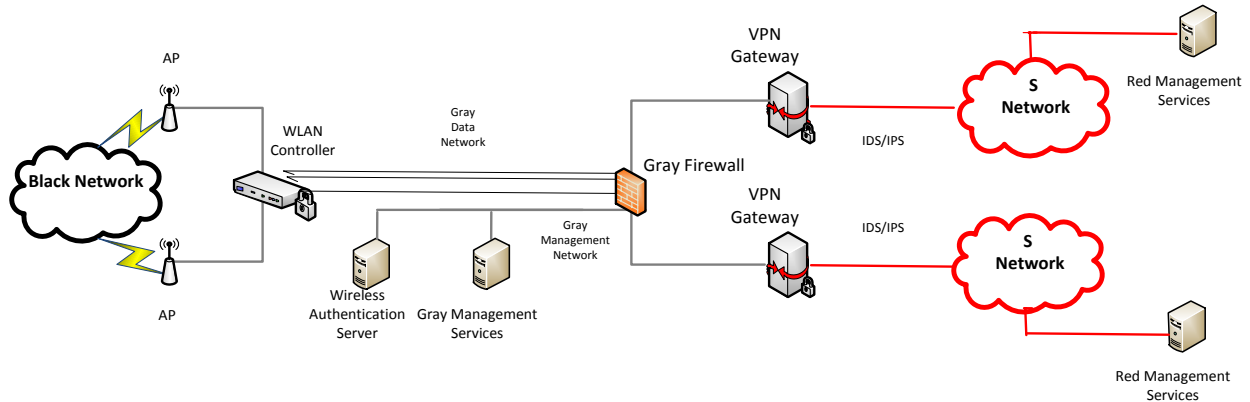 AP
WLAN
Controller
Black Network
AP
Gray
Data
Network
Gray Firewall
Gray
Management
Network
Wireless
Authentication
Server
Gray Management
Services
VPN
Gateway
IDS/IPS
S
Network
Red Management
Services
VPN
Gateway
IDS/IPS
S
Network
Red Management
Services